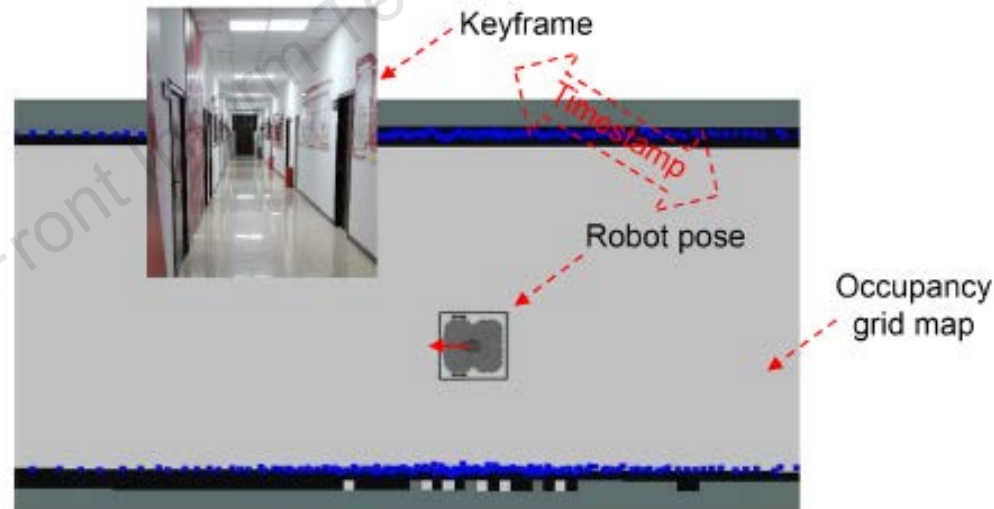 Keyframe
Timestamp
Robot pose
Occupancy
grid map